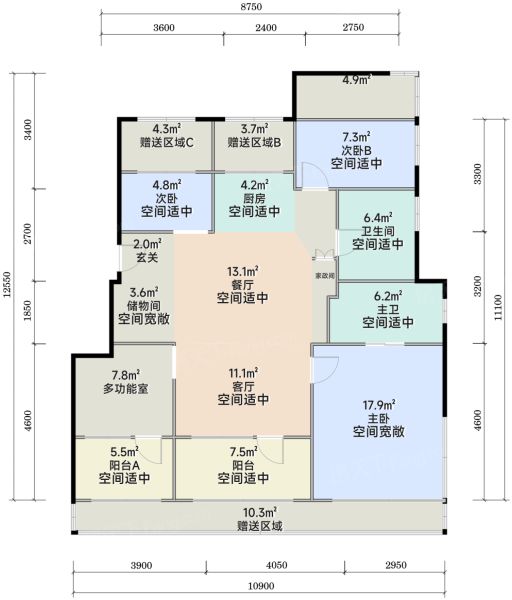 8750
3600
2400
2750
4.9㎡
4.3㎡
赠送区域C
3.7㎡
赠送区域B
7.3㎡
次卧B
空间适中
3400
3300
4.8㎡
次卧
空间适中
4.2㎡
厨房
空间适中
6.4㎡
卫生间
空间适中
2700
2.0㎡
玄关
13.1㎡
餐厅
空间适中
家政间
12550
3200
11100
3.6㎡
储物间
空间宽敞
6.2㎡
主卫
空间适中
1850
7.8㎡
多功能室
11.1㎡
客厅
空间适中
17.9㎡
主卧
空间宽敞
4600
4600
5.5㎡
阳台A
空间适中
7.5㎡
阳台
空间适中
10.3㎡
赠送区域
3900
4050
2950
10900